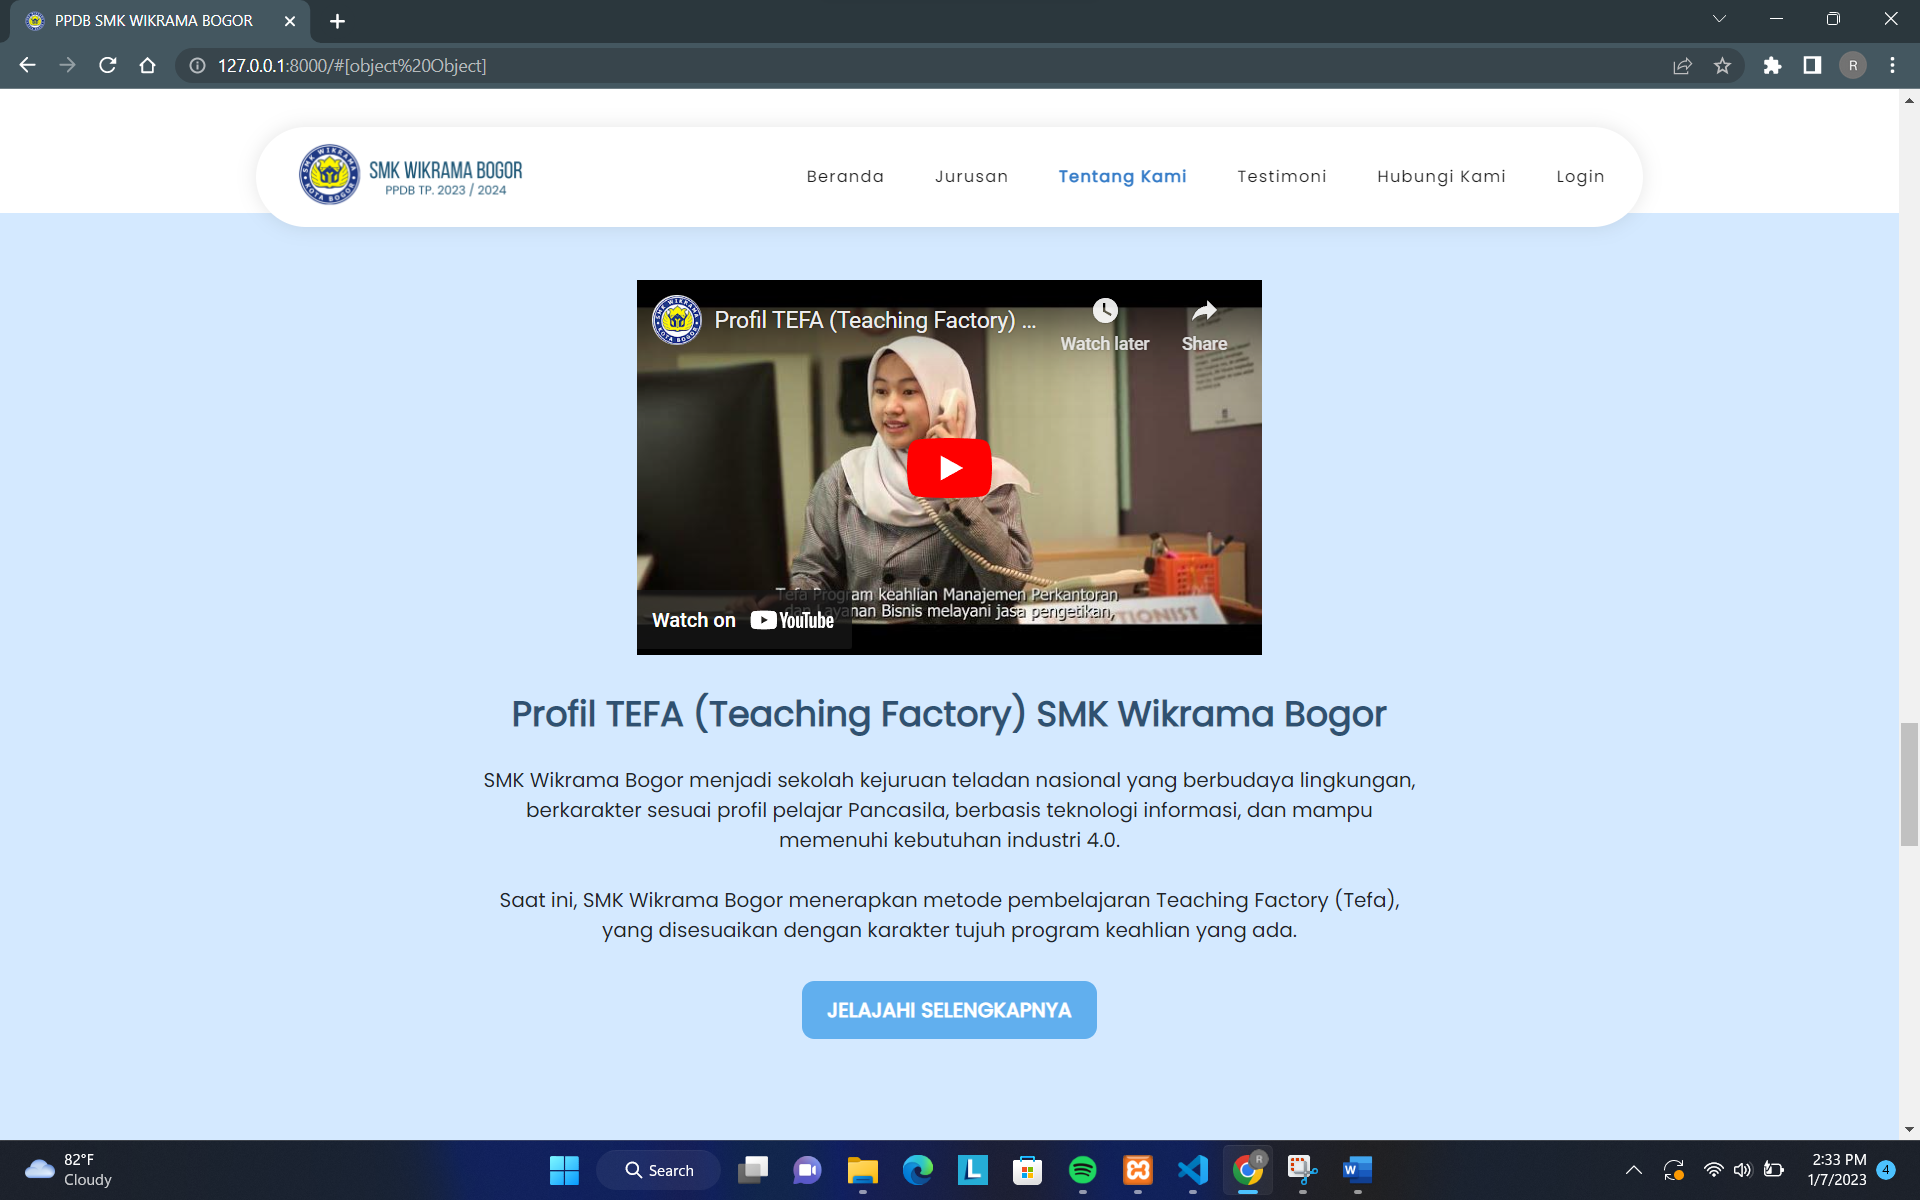 PPDB SMK WIKRAMA BOGOR
127.0.0.1:8000/#[object%20Object]
R
SMK WIKRAMA BOGOR
PPDB TP. 2023 / 2024
SMK WIKRAMA
KOTA BOGOR
Beranda
Jurusan
Tentang Kami
Testimoni
Hubungi Kami
Login
Profil TEFA (Teaching Factory) ...
Watch later
Share
Tefa Program keahlian Manajemen Perkantoran
dan Layanan Bisnis melayani jasa pengetikan,
Watch on YouTube
Profil TEFA (Teaching Factory) SMK Wikrama Bogor
SMK Wikrama Bogor menjadi sekolah kejuruan teladan nasional yang berbudaya lingkungan,
berkarakter sesuai profil pelajar Pancasila, berbasis teknologi informasi, dan mampu
memenuhi kebutuhan industri 4.0.
Saat ini, SMK Wikrama Bogor menerapkan metode pembelajaran Teaching Factory (Tefa),
yang disesuaikan dengan karakter tujuh program keahlian yang ada.
JELAJAHI SELENGKAPNYA
82°F
Cloudy
Search
2:33 PM
1/7/2023
4